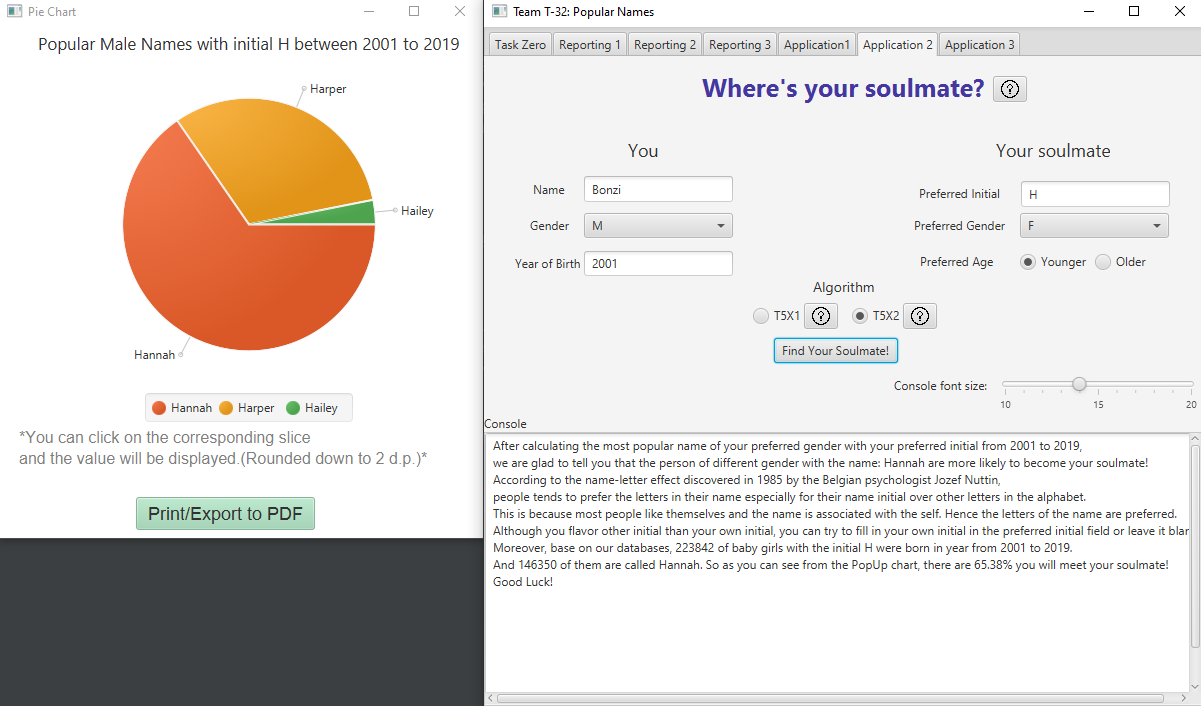 Pie Chart
Popular Male Names with initial H between 2001 to 2019
Harper
Hailey
Hannah
Hannah Harper Hailey
*You can click on the corresponding slice
and the value will be displayed.(Rounded down to 2 d.p.)*
Print/Export to PDF
Team T-32: Popular Names
Task Zero Reporting 1 Reporting 2 Reporting 3 Application1 Application 2 Application 3
Where's your soulmate? ?
You
Your soulmate
Name Bonzi
Preferred Initial H
Gender M
Preferred Gender F
Year of Birth 2001
Preferred Age Younger Older
Algorithm
T5X1 ? T5X2 ?
Find Your Soulmate!
Console font size:
10 15 20
Console
After calculating the most popular name of your preferred gender with your preferred initial from 2001 to 2019,
we are glad to tell you that the person of different gender with the name: Hannah are more likely to become your soulmate!
According to the name-letter effect discovered in 1985 by the Belgian psychologist Jozef Nuttin,
people tends to prefer the letters in their name especially for their name initial over other letters in the alphabet.
This is because most people like themselves and the name is associated with the self. Hence the letters of the name are preferred.
Although you flavor other initial than your own initial, you can try to fill in your own initial in the preferred initial field or leave it blar
Moreover, base on our databases, 223842 of baby girls with the initial H were born in year from 2001 to 2019.
And 146350 of them are called Hannah. So as you can see from the PopUp chart, there are 65.38% you will meet your soulmate!
Good Luck!